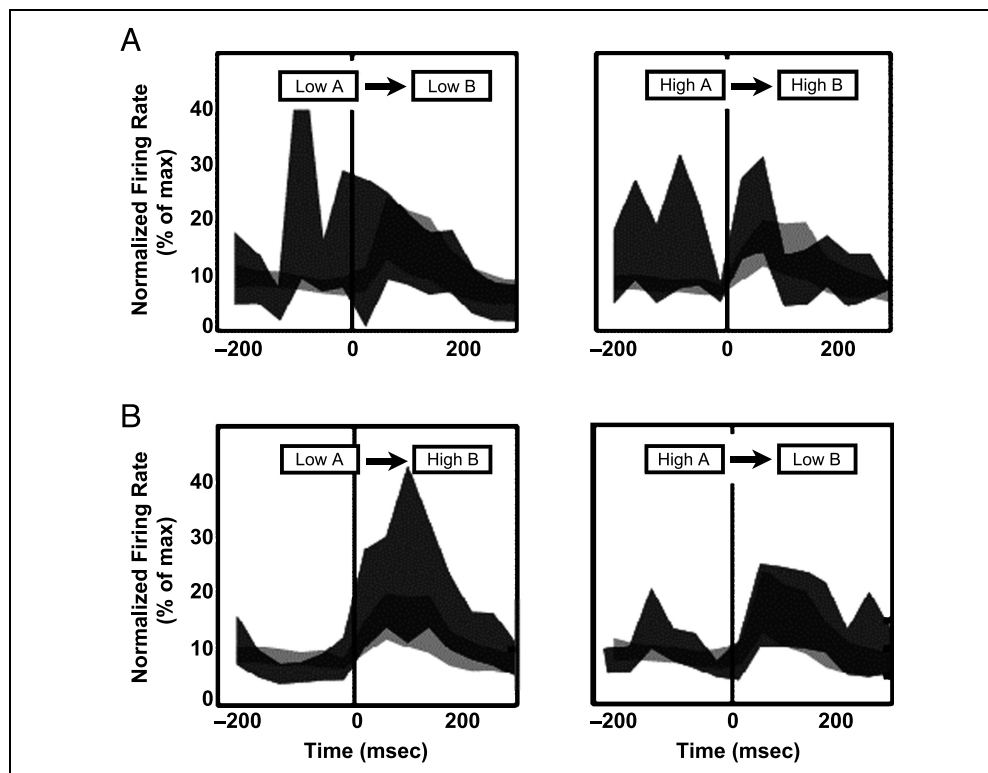 A
Low A
Low B
High A
High B
Normalized Firing Rate
(% of max)
40
30
20
10
0
–200
0
200
–200
0
200
B
Low A
High B
High A
Low B
Normalized Firing Rate
(% of max)
40
30
20
10
0
–200
0
200
–200
0
200
Time (msec)
Time (msec)